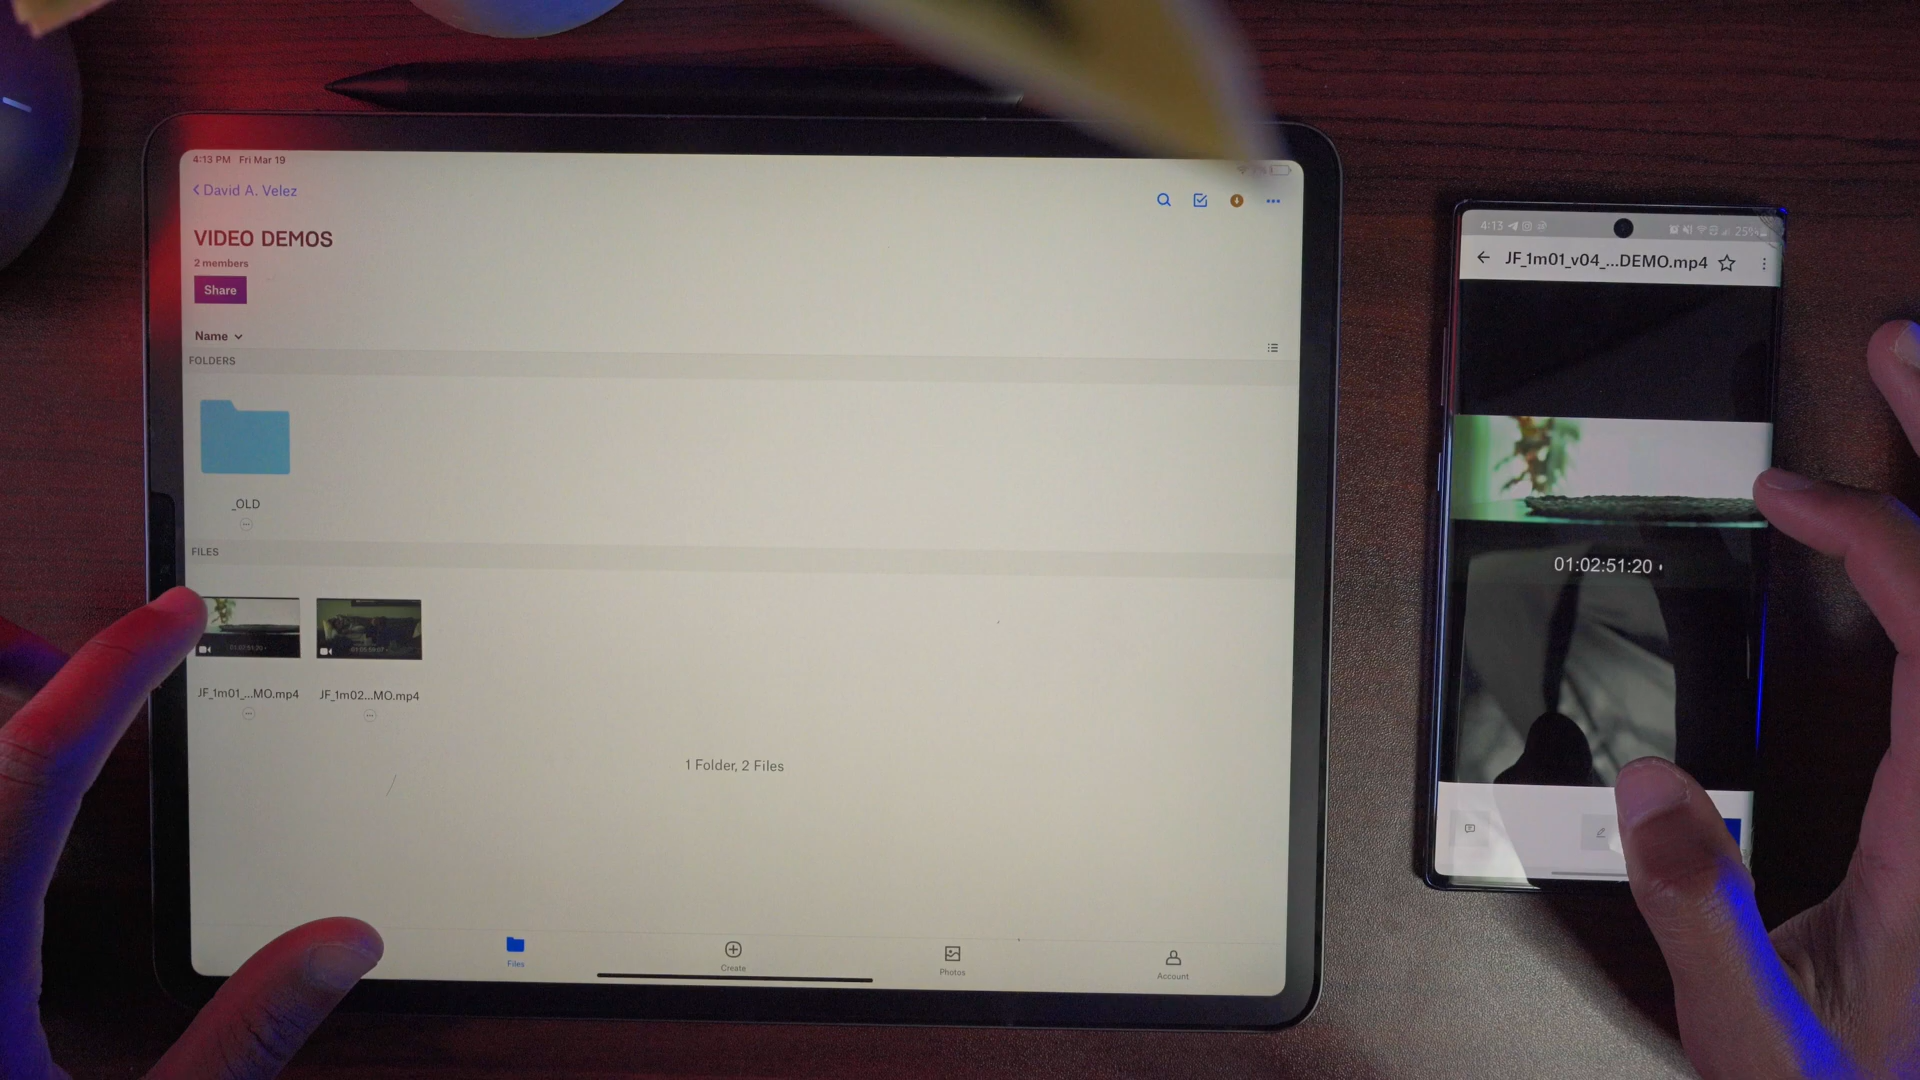 4:13 PM Fri Mar 19
David A. Velez
VIDEO DEMOS
2 members
Share
Name
FOLDERS
_OLD
FILES
JF_1m01_...MO.mp4
JF_1m02...MO.mp4
1 Folder, 2 Files
Files
Create
Photos
Account
4:13
25%
JF_1m01_v04_...DEMO.mp4
01:02:51:20